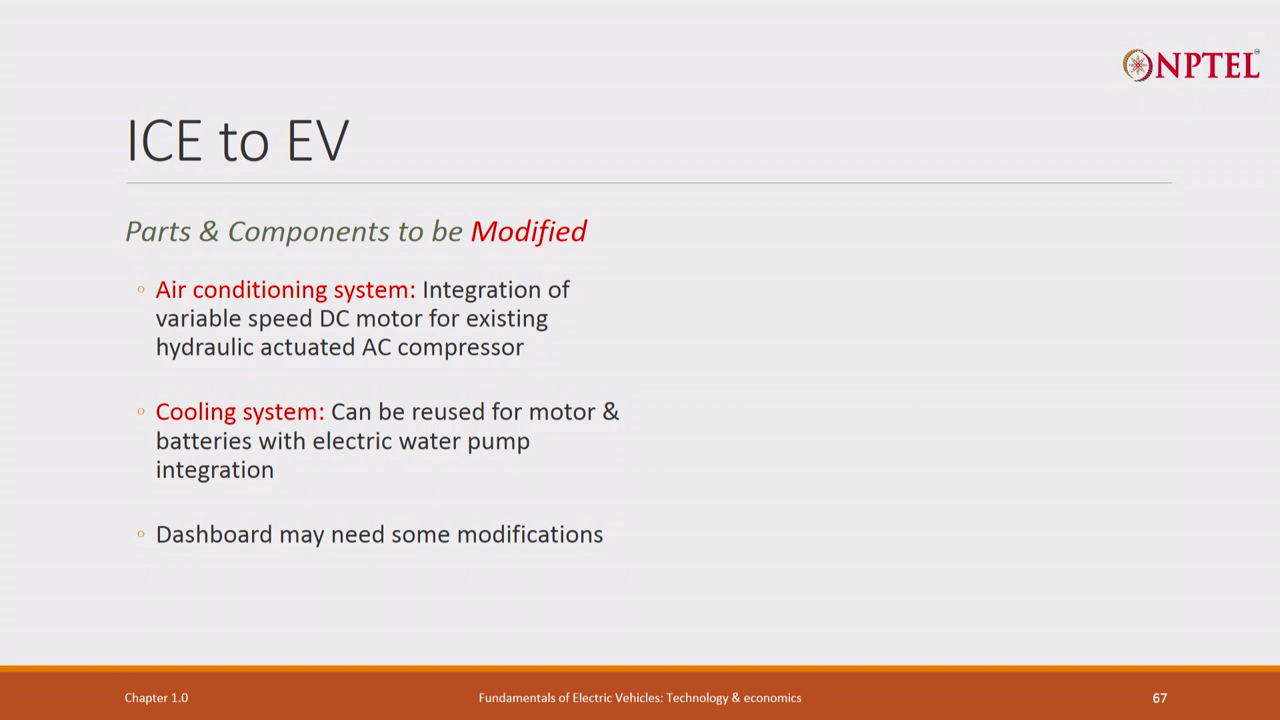 NPTEL
ICE to EV
Parts & Components to be Modified
Air conditioning system: Integration of
variable speed DC motor for existing
hydraulic actuated AC compressor
Cooling system: Can be reused for motor &
batteries with electric water pump
integration
Dashboard may need some modifications
Chapter 1.0
Fundamentals of Electric Vehicles: Technology & economics
67